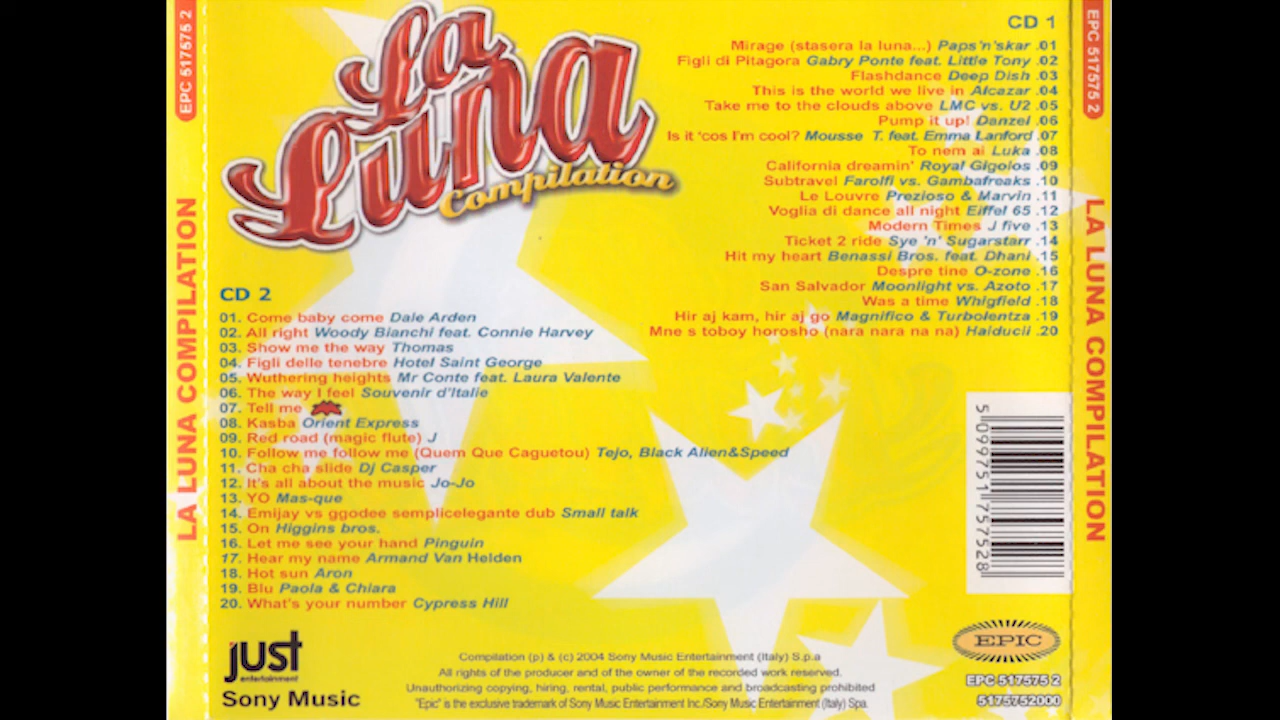 EPC 517575 2
LA LUNA COMPILATION
La Luna
Compilation
CD 1
Mirage (stasera la luna...) Paps'n'skar .01
Figli di Pitagora Gabry Ponte feat. Little Tony .02
Flashdance Deep Dish .03
This is the world we live in Alcazar .04
Take me to the clouds above LMC vs. U2 .05
Pump it up! Danzel .06
Is it 'cos I'm cool? Mousse T. feat. Emma Lanford .07
To nem ai Luka .08
California dreamin' Royal Gigolos .09
Subtravel Farolfi vs. Gambafreaks .10
Le Louvre Prezioso & Marvin .11
Voglia di dance all night Eiffel 65 .12
Modern Times J five .13
Ticket 2 ride Sye 'n' Sugarstarr .14
Hit my heart Benassi Bros. feat. Dhani .15
Despre tine O-zone .16
San Salvador Moonlight vs. Azoto .17
Was a time Whigfield .18
Hir aj kam, hir aj go Magnifico & Turbolentza .19
Mne s toboy horosho (nara nara na na) Haiducii .20
CD 2
01. Come baby come Dale Arden
02. All right Woody Bianchi feat. Connie Harvey
03. Show me the way Thomas
04. Figli delle tenebre Hotel Saint George
05. Wuthering heights Mr Conte feat. Laura Valente
06. The way I feel Souvenir d'Italie
07. Tell me
08. Kasba Orient Express
09. Red road (magic flute) J
10. Follow me follow me (Quem Que Caguetou) Tejo, Black Alien&Speed
11. Cha cha slide Dj Casper
12. It's all about the music Jo-Jo
13. YO Mas-que
14. Emijay vs ggodee semplicelegante dub Small talk
15. On Higgins bros.
16. Let me see your hand Pinguin
17. Hear my name Armand Van Helden
18. Hot sun Aron
19. Blu Paola & Chiara
20. What's your number Cypress Hill
just
entertainment
Sony Music
Compilation (p) & (c) 2004 Sony Music Entertainment (Italy) S.p.a
All rights of the producer and of the owner of the recorded work reserved.
Unauthorizing copying, hiring, rental, public performance and broadcasting prohibited
"Epic" is the exclusive trademark of Sony Music Entertainment Inc./Sony Music Entertainment (Italy) Spa.
5 099751 757528
EPIC
EPC 517575 2
5175752000
EPC 517575 2
LA LUNA COMPILATION